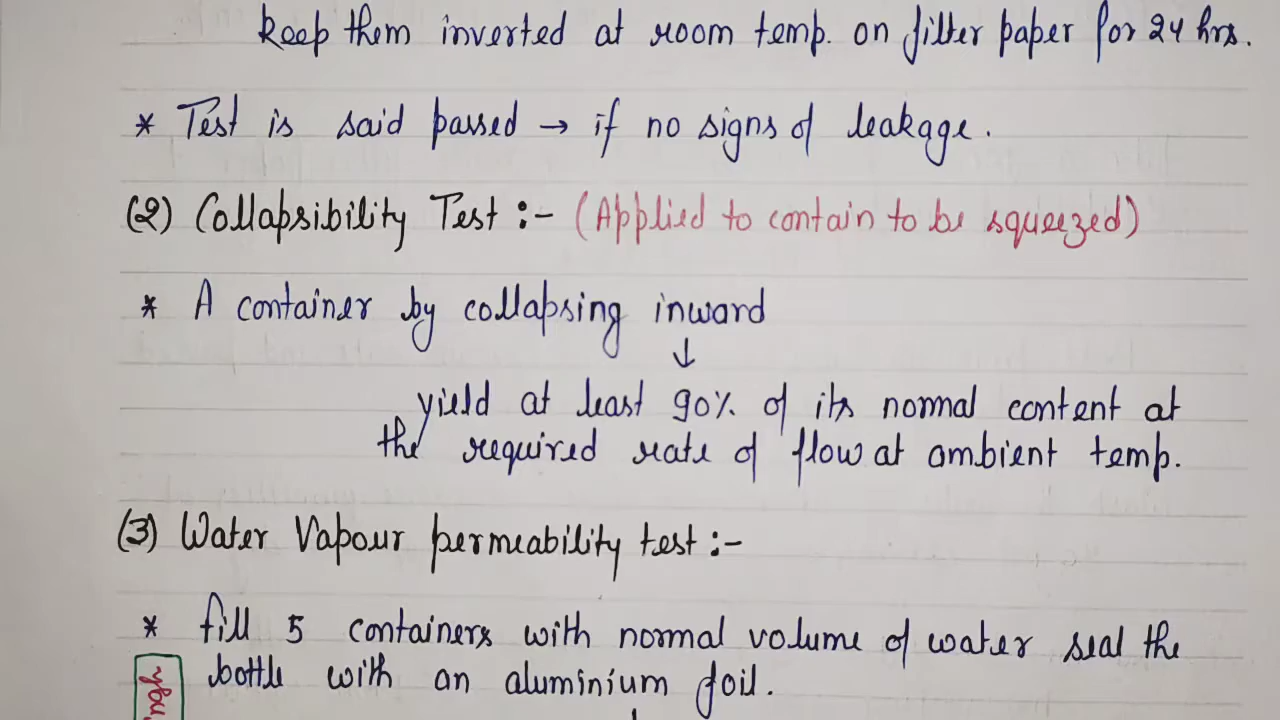 keep them inverted at room temp. on filter paper for 24 hrs.
* Test is said passed → if no signs of leakage.
(2) Collapsibility Test :- (Applied to contain to be squeezed)
* A container by collapsing inward
↓
yield at least 90% of its normal content at
the required rate of flow at ambient temp.
(3) Water Vapour permeability test :-
* fill 5 containers with normal volume of water seal the
bottle with an aluminium foil.